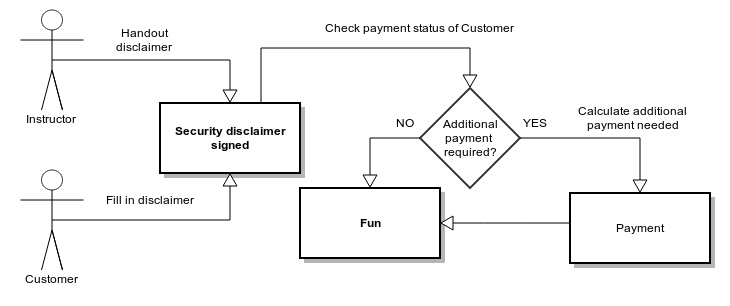 Handout
disclaimer
Instructor
Fill in disclaimer
Customer
Security disclaimer
signed
Check payment status of Customer
Additional
payment
required?
NO
YES
Calculate additional
payment needed
Fun
Payment